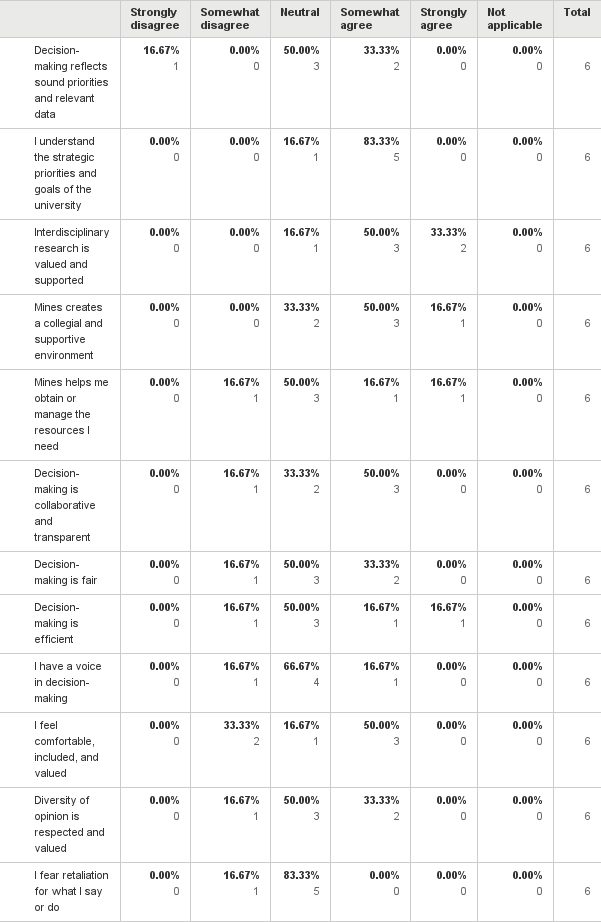 Strongly Somewhat Neutral Somewhat Strongly Not Total
disagree disagree agree agree applicable
Decision- 16.67% 0.00% 50.00% 33.33% 0.00% 0.00%
making reflects 1 0 3 2 0 0 6
sound priorities
and relevant
data
I understand 0.00% 0.00% 16.67% 83.33% 0.00% 0.00%
the strategic 0 0 1 5 0 0 6
priorities and
goals of the
university
Interdisciplinary 0.00% 0.00% 16.67% 50.00% 33.33% 0.00%
research is 0 0 1 3 2 0 6
valued and
supported
Mines creates 0.00% 0.00% 33.33% 50.00% 16.67% 0.00%
a collegial and 0 0 2 3 1 0 6
supportive
environment
Mines helps me 0.00% 16.67% 50.00% 16.67% 16.67% 0.00%
obtain or 0 1 3 1 1 0 6
manage the
resources I
need
Decision- 0.00% 16.67% 33.33% 50.00% 0.00% 0.00%
making is 0 1 2 3 0 0 6
collaborative
and
transparent
Decision- 0.00% 16.67% 50.00% 33.33% 0.00% 0.00%
making is fair 0 1 3 2 0 0 6
Decision- 0.00% 16.67% 50.00% 16.67% 16.67% 0.00%
making is 0 1 3 1 1 0 6
efficient
I have a voice 0.00% 16.67% 66.67% 16.67% 0.00% 0.00%
in decision- 0 1 4 1 0 0 6
making
I feel 0.00% 33.33% 16.67% 50.00% 0.00% 0.00%
comfortable, 0 2 1 3 0 0 6
included, and
valued
Diversity of 0.00% 16.67% 50.00% 33.33% 0.00% 0.00%
opinion is 0 1 3 2 0 0 6
respected and
valued
I fear retaliation 0.00% 16.67% 83.33% 0.00% 0.00% 0.00%
for what I say 0 1 5 0 0 0 6
or do